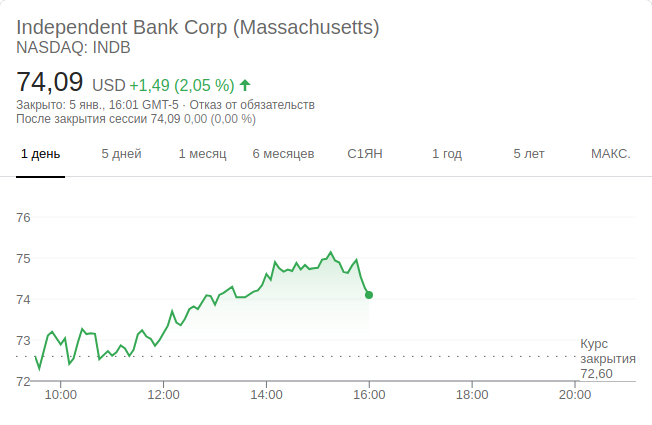 Independent Bank Corp (Massachusetts)
NASDAQ: INDB
74,09 USD +1,49 (2,05 %)
Закрыто: 5 янв., 16:01 GMT-5 · Отказ от обязательств
После закрытия сессии 74,09 0,00 (0,00 %)
1 день 5 дней 1 месяц 6 месяцев С1ЯН 1 год 5 лет МАКС.
76
75
74
73
Курс
закрытия
72,60
72
10:00 12:00 14:00 16:00 18:00 20:00